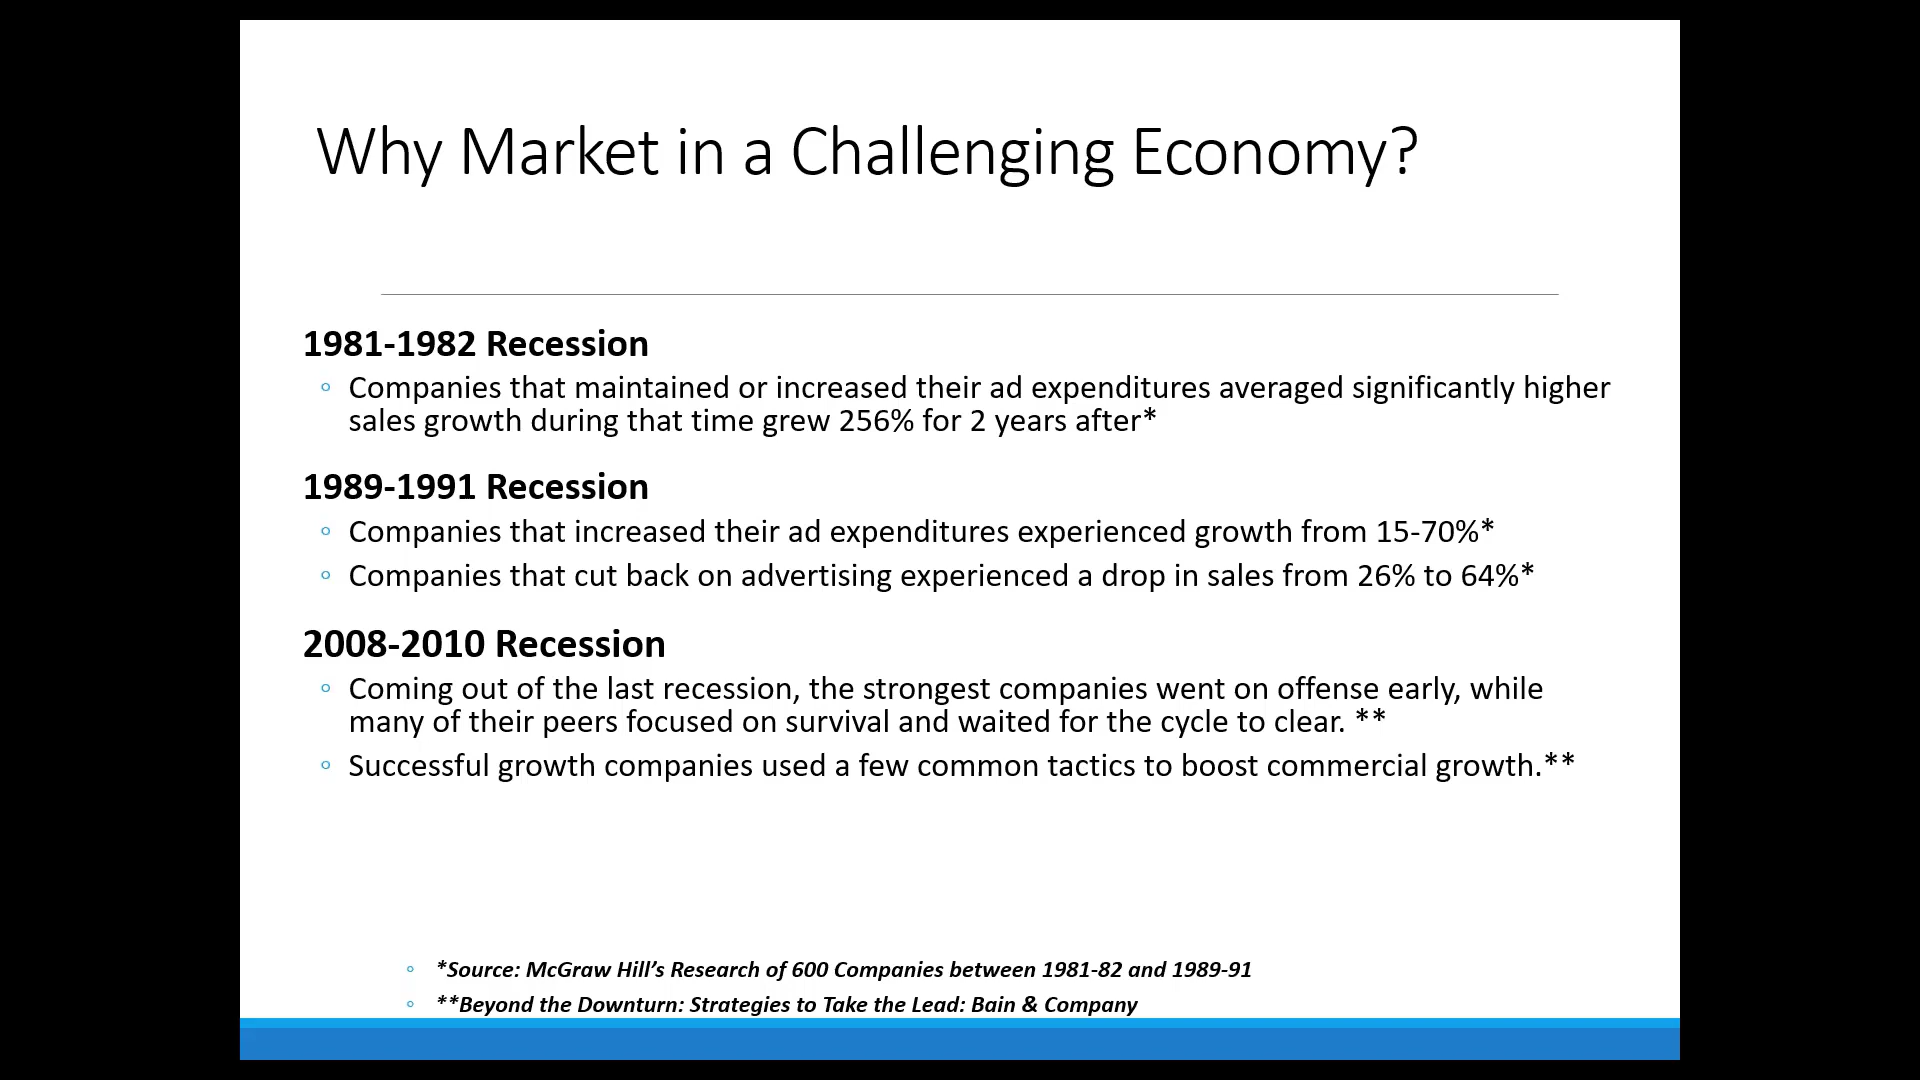 Why Market in a Challenging Economy?
1981-1982 Recession
◦ Companies that maintained or increased their ad expenditures averaged significantly higher
sales growth during that time grew 256% for 2 years after*
1989-1991 Recession
◦ Companies that increased their ad expenditures experienced growth from 15-70%*
◦ Companies that cut back on advertising experienced a drop in sales from 26% to 64%*
2008-2010 Recession
◦ Coming out of the last recession, the strongest companies went on offense early, while
many of their peers focused on survival and waited for the cycle to clear. **
◦ Successful growth companies used a few common tactics to boost commercial growth.**
◦ *Source: McGraw Hill’s Research of 600 Companies between 1981-82 and 1989-91
◦ **Beyond the Downturn: Strategies to Take the Lead: Bain & Company